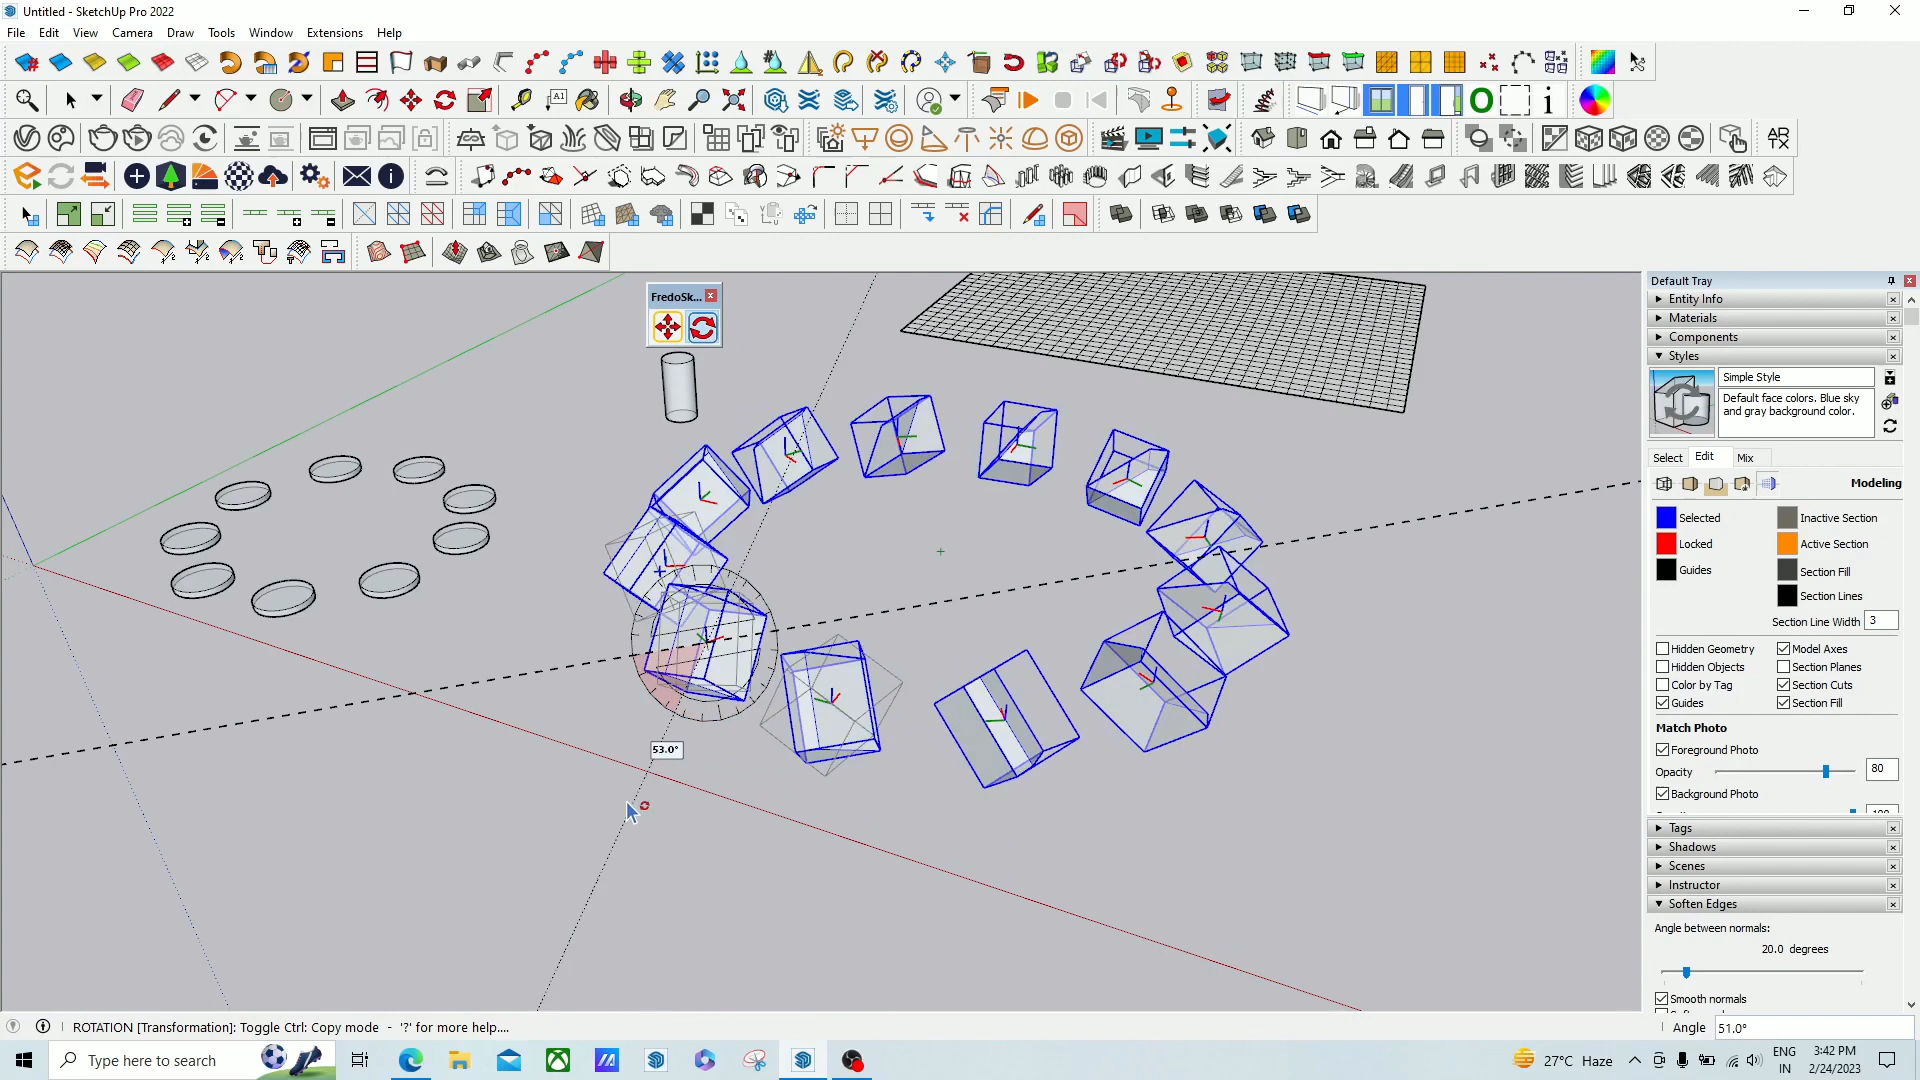 Untitled - SketchUp Pro 2022
File Edit View Camera Draw Tools Window Extensions Help
A1
AR
FredoSk...
Default Tray
Entity Info
Materials
Components
Styles
Simple Style
Default face colors. Blue sky
and gray background color.
Select Edit Mix
Modeling
Selected Inactive Section
Locked Active Section
Guides Section Fill
Section Lines
Section Line Width 3
Hidden Geometry Model Axes
Hidden Objects Section Planes
Color by Tag Section Cuts
Guides Section Fill
Match Photo
Foreground Photo
Opacity 80
Background Photo
Tags
Shadows
Scenes
Instructor
Soften Edges
Angle between normals:
20.0 degrees
Smooth normals
53.0°
ROTATION [Transformation]: Toggle Ctrl: Copy mode - '?' for more help....
Angle 51.0°
Type here to search
27°C Haze
ENG
IN
3:42 PM
2/24/2023